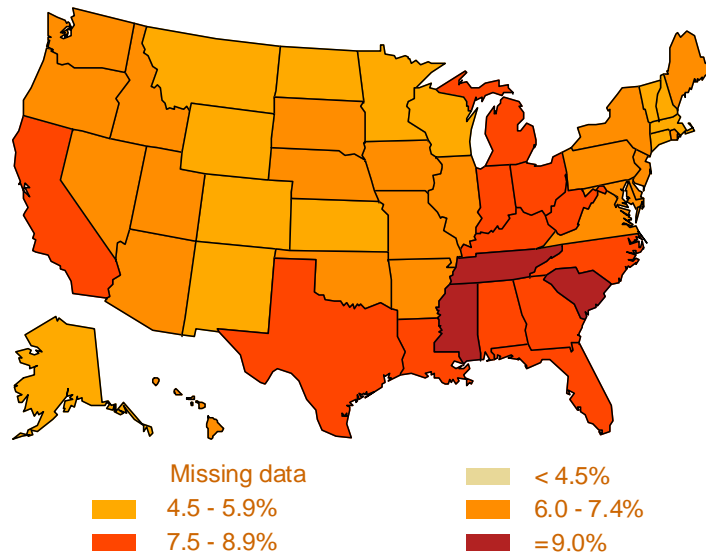 Missing data
< 4.5%
4.5 - 5.9%
6.0 - 7.4%
7.5 - 8.9%
=9.0%